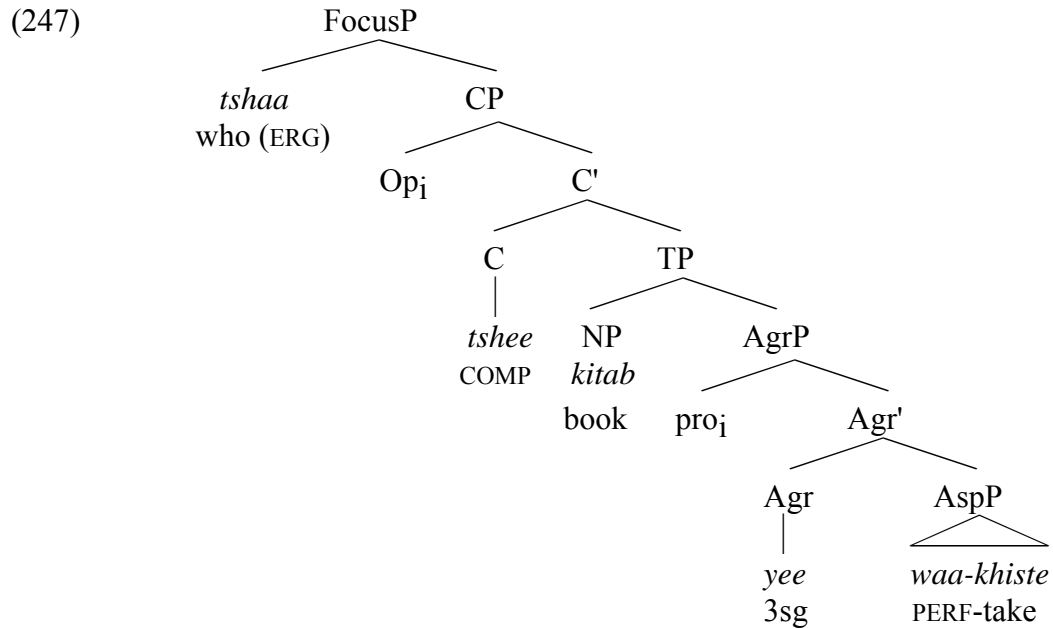 (247) FocusP
tshaa CP
who (ERG)
Opi C'
C TP
tshee NP AgrP
COMP kitab
book proi Agr'
Agr AspP
yee waa-khiste
3sg PERF-take